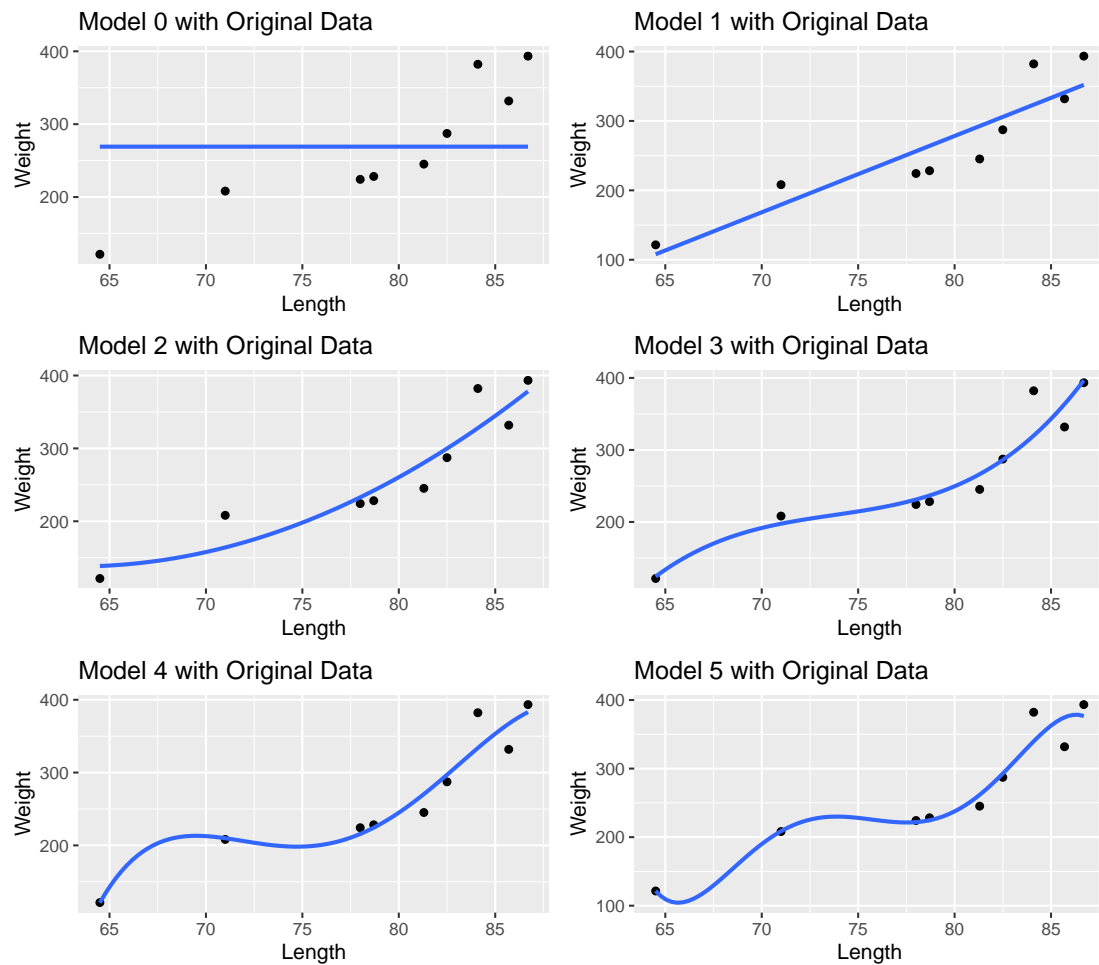 Model 0 with Original Data
400
300
200
Weight
65
70
75
80
85
Length
Model 1 with Original Data
400
300
200
100
Weight
65
70
75
80
85
Length
Model 2 with Original Data
400
300
200
Weight
65
70
75
80
85
Length
Model 3 with Original Data
400
300
200
Weight
65
70
75
80
85
Length
Model 4 with Original Data
400
300
200
Weight
65
70
75
80
85
Length
Model 5 with Original Data
400
300
200
100
Weight
65
70
75
80
85
Length